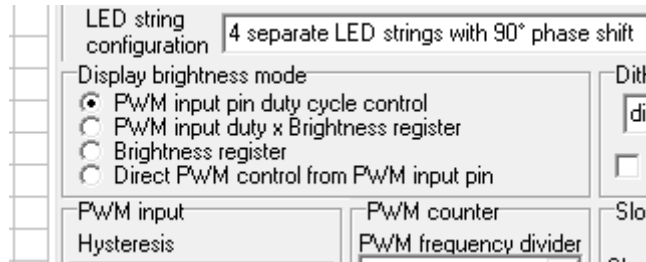 LED string
configuration
4 separate LED strings with 90° phase shift
Display brightness mode
PWM input pin duty cycle control
PWM input duty x Brightness register
Brightness register
Direct PWM control from PWM input pin
PWM input
PWM counter
Hysteresis
PWM frequency divider